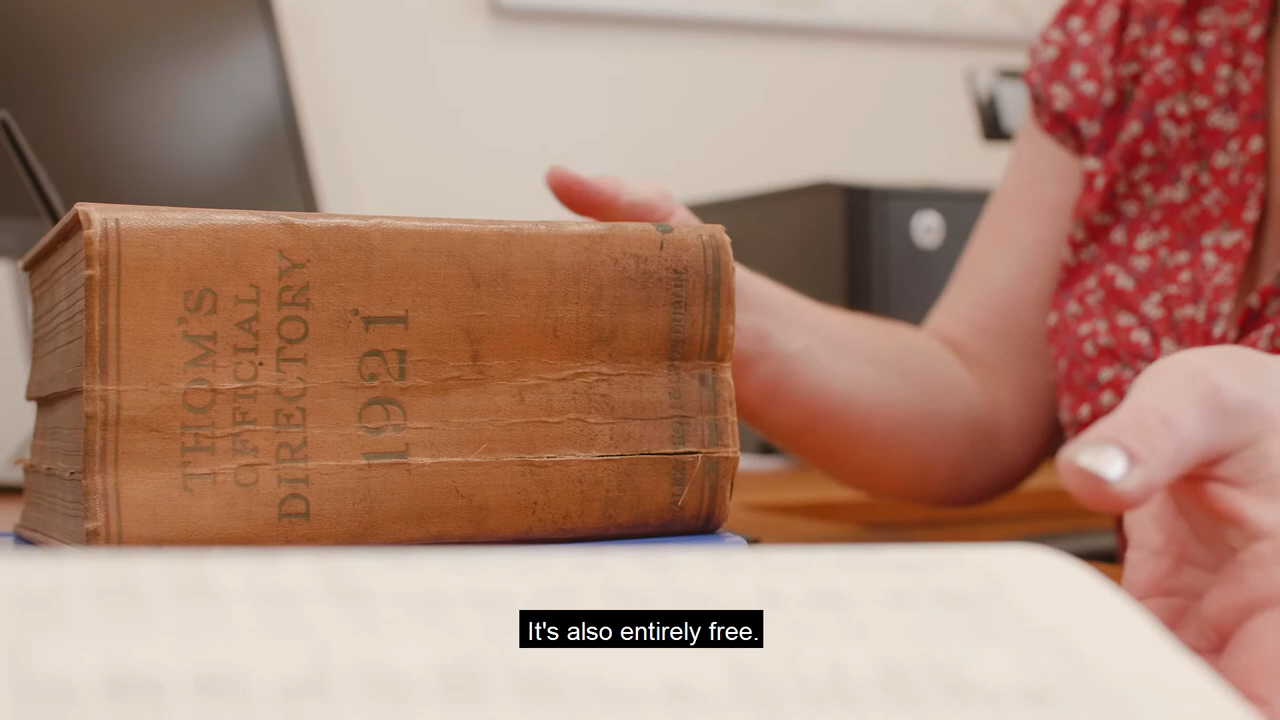 THOM'S
OFFICIAL
DIRECTORY
1921
It's also entirely free.